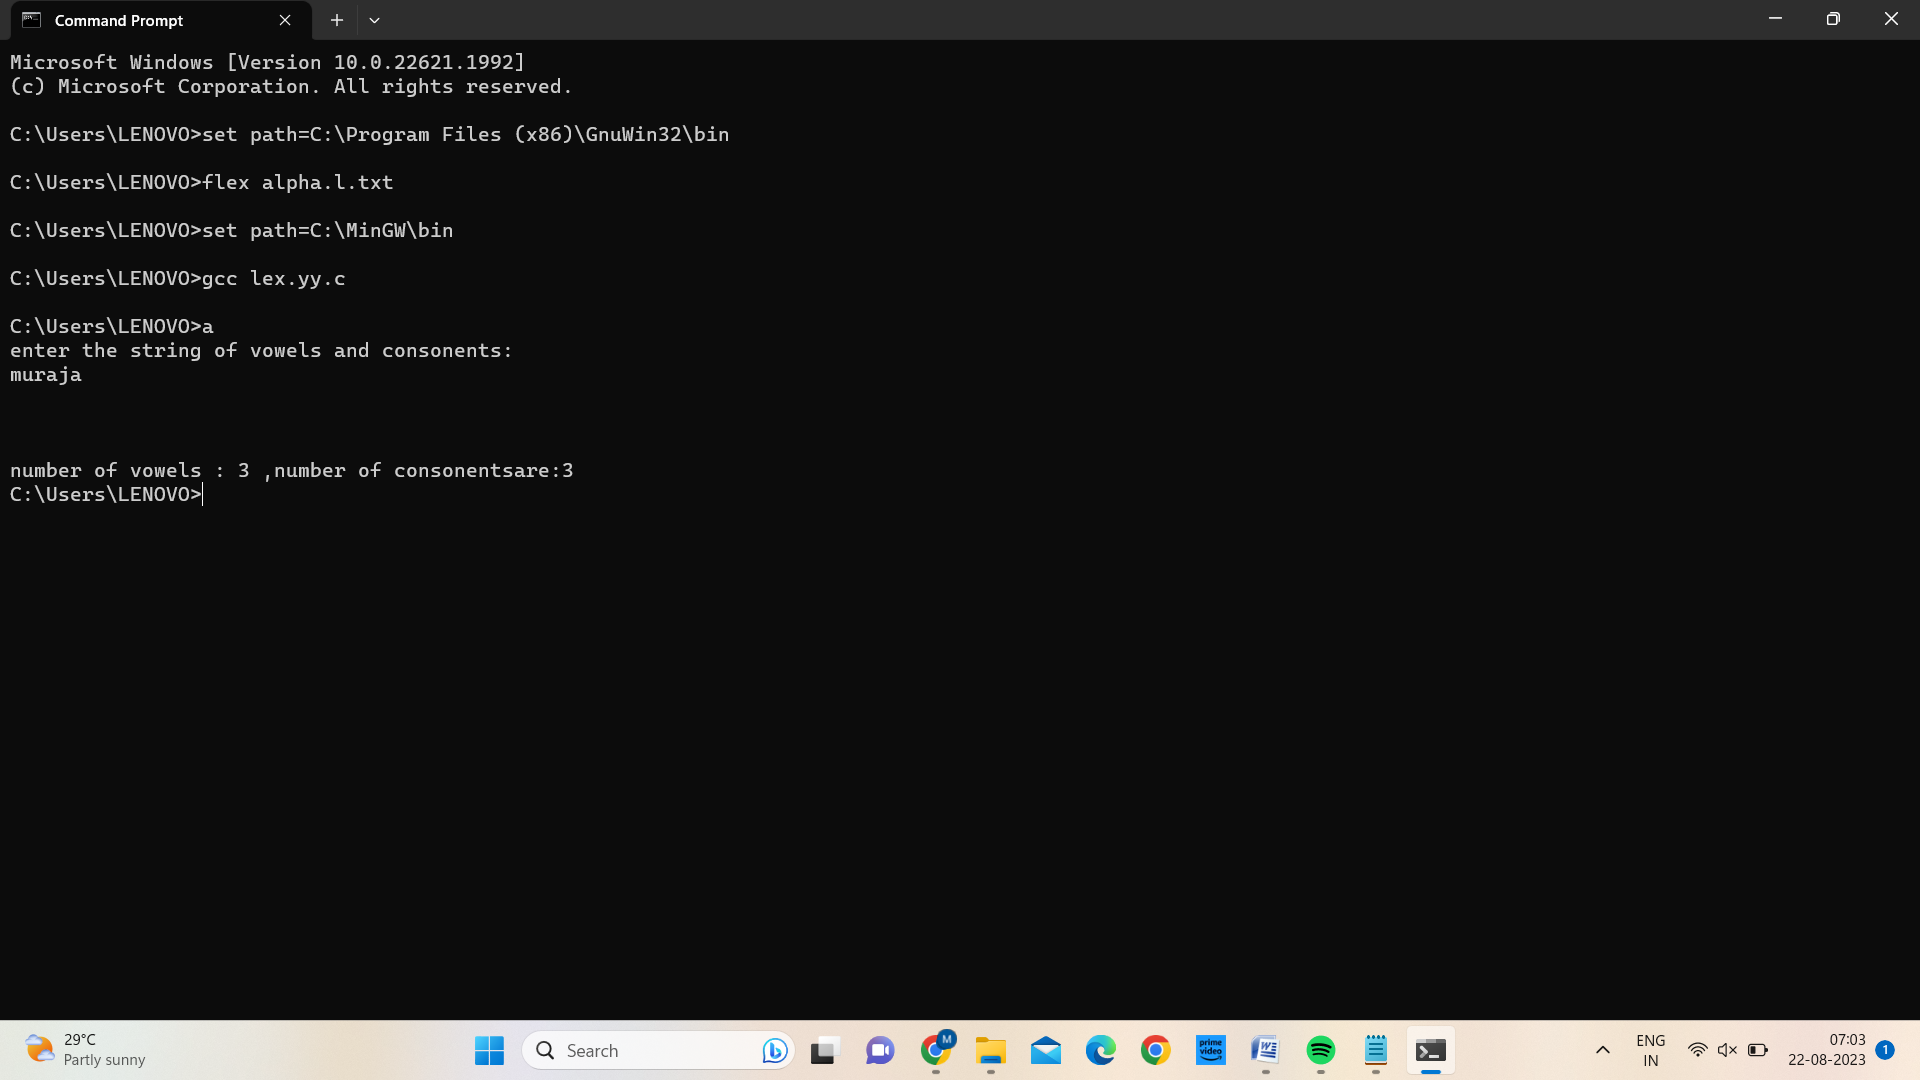 Command Prompt
Microsoft Windows [Version 10.0.22621.1992]
(c) Microsoft Corporation. All rights reserved.
C:\Users\LENOVO>set path=C:\Program Files (x86)\GnuWin32\bin
C:\Users\LENOVO>flex alpha.l.txt
C:\Users\LENOVO>set path=C:\MinGW\bin
C:\Users\LENOVO>gcc lex.yy.c
C:\Users\LENOVO>a
enter the string of vowels and consonents:
muraja
number of vowels : 3 ,number of consonentsare:3
C:\Users\LENOVO>
29°C
Partly sunny
Search
M
prime
video
ENG
IN
07:03
22-08-2023
1